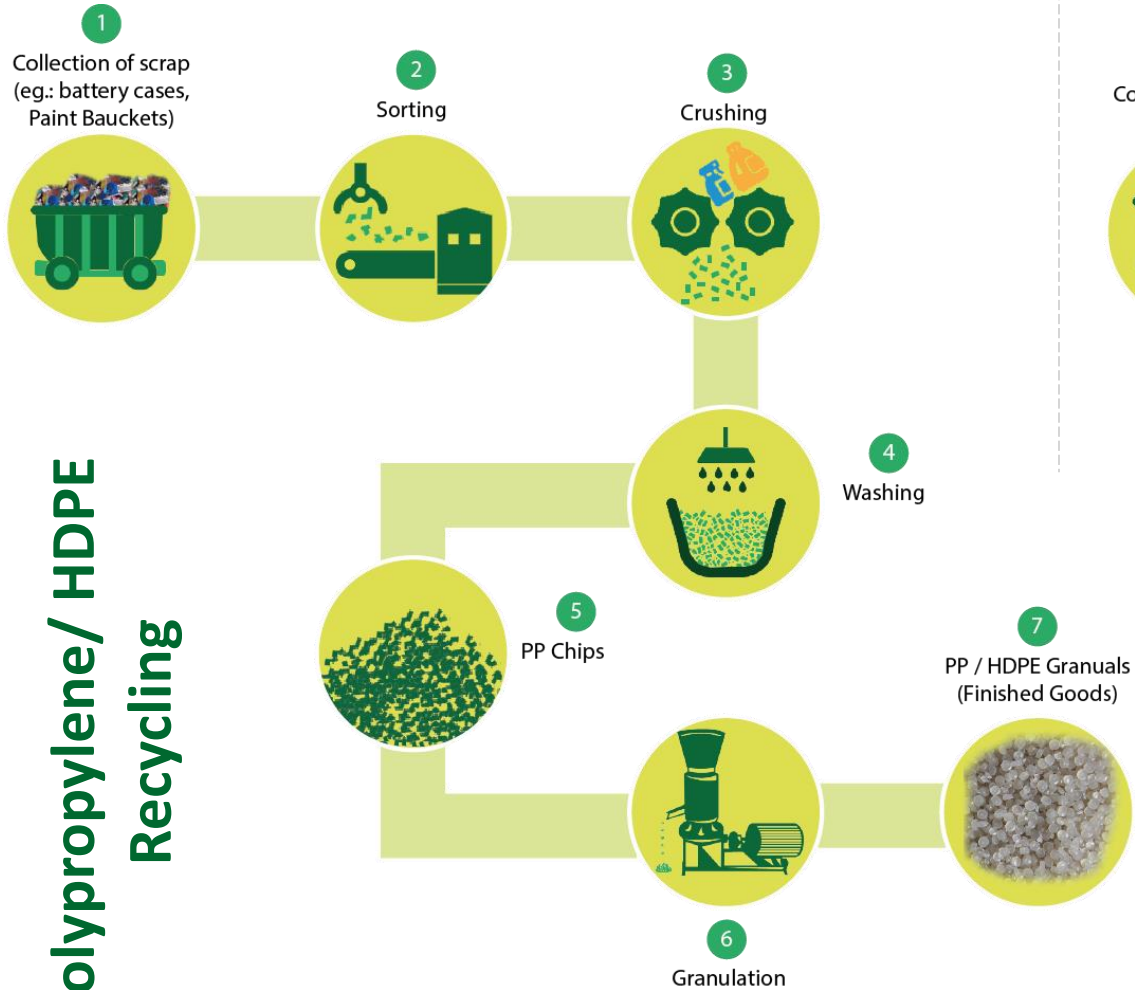 1
Collection of scrap
(eg.: battery cases,
Paint Bauckets)
2
Sorting
3
Crushing
Co
4
Washing
5
PP Chips
6
Granulation
7
PP / HDPE Granuals
(Finished Goods)
olypropylene/ HDPE
Recycling